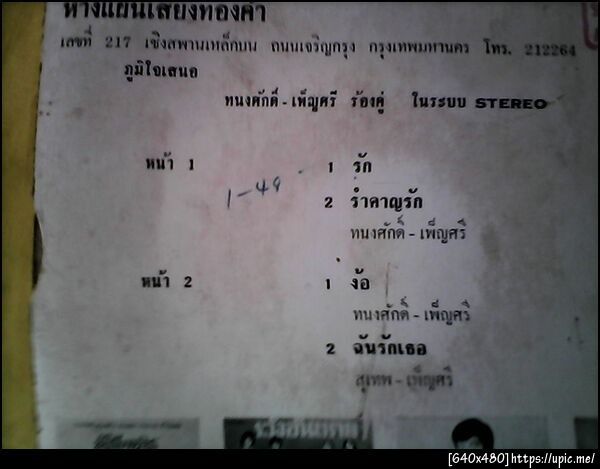 ห้างแผ่นเสียงทองคำ
เลขที่ 217 เชิงสพานเหล็กบน ถนนเจริญกรุง กรุงเทพมหานคร โทร. 212264
ภูมิใจเสนอ
ทนงศักดิ์ - เพ็ญศรี ร้องคู่ ในระบบ STEREO
หน้า 1 1 รัก
1-49
2 รำคาญรัก
ทนงศักดิ์ - เพ็ญศรี
หน้า 2 1 ง้อ
ทนงศักดิ์ - เพ็ญศรี
2 ฉันรักเธอ
สุเทพ - เพ็ญศรี
[640x480]https://upic.me/